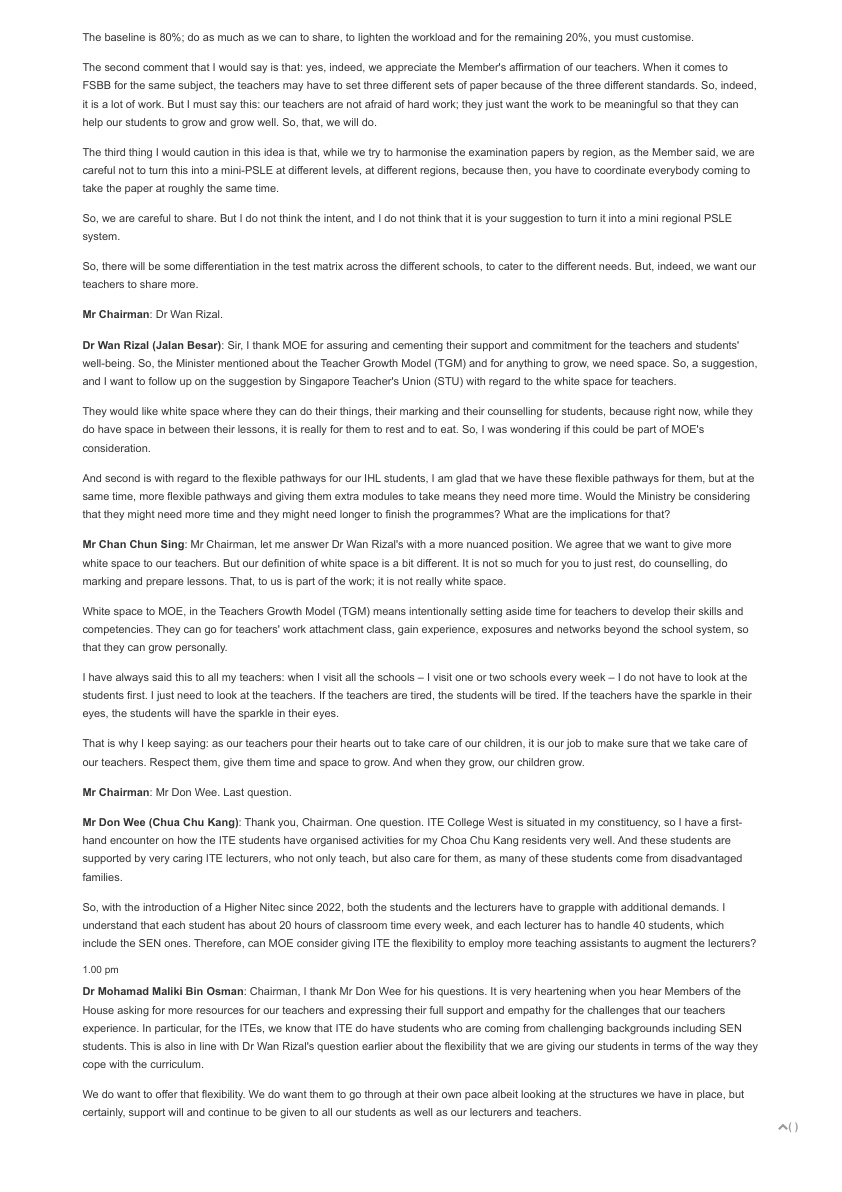 The baseline is 80%; do as much as we can to share, to lighten the workload and for the remaining 20%, you must customise.
The second comment that I would say is that: yes, indeed, we appreciate the Member's affirmation of our teachers. When it comes to
FSBB for the same subject, the teachers may have to set three different sets of paper because of the three different standards. So, indeed,
it is a lot of work. But I must say this: our teachers are not afraid of hard work; they just want the work to be meaningful so that they can
help our students to grow and grow well. So, that, we will do.
The third thing I would caution in this idea is that, while we try to harmonise the examination papers by region, as the Member said, we are
careful not to turn this into a mini-PSLE at different levels, at different regions, because then, you have to coordinate everybody coming to
take the paper at roughly the same time.
So, we are careful to share. But I do not think the intent, and I do not think that it is your suggestion to turn it into a mini regional PSLE
system.
So, there will be some differentiation in the test matrix across the different schools, to cater to the different needs. But, indeed, we want our
teachers to share more.
Mr Chairman: Dr Wan Rizal.
Dr Wan Rizal (Jalan Besar): Sir, I thank MOE for assuring and cementing their support and commitment for the teachers and students'
well-being. So, the Minister mentioned about the Teacher Growth Model (TGM) and for anything to grow, we need space. So, a suggestion,
and I want to follow up on the suggestion by Singapore Teacher's Union (STU) with regard to the white space for teachers.
They would like white space where they can do their things, their marking and their counselling for students, because right now, while they
do have space in between their lessons, it is really for them to rest and to eat. So, I was wondering if this could be part of MOE's
consideration.
And second is with regard to the flexible pathways for our IHL students, I am glad that we have these flexible pathways for them, but at the
same time, more flexible pathways and giving them extra modules to take means they need more time. Would the Ministry be considering
that they might need more time and they might need longer to finish the programmes? What are the implications for that?
Mr Chan Chun Sing: Mr Chairman, let me answer Dr Wan Rizal's with a more nuanced position. We agree that we want to give more
white space to our teachers. But our definition of white space is a bit different. It is not so much for you to just rest, do counselling, do
marking and prepare lessons. That, to us is part of the work; it is not really white space.
White space to MOE, in the Teachers Growth Model (TGM) means intentionally setting aside time for teachers to develop their skills and
competencies. They can go for teachers' work attachment class, gain experience, exposures and networks beyond the school system, so
that they can grow personally.
I have always said this to all my teachers: when I visit all the schools – I visit one or two schools every week – I do not have to look at the
students first. I just need to look at the teachers. If the teachers are tired, the students will be tired. If the teachers have the sparkle in their
eyes, the students will have the sparkle in their eyes.
That is why I keep saying: as our teachers pour their hearts out to take care of our children, it is our job to make sure that we take care of
our teachers. Respect them, give them time and space to grow. And when they grow, our children grow.
Mr Chairman: Mr Don Wee. Last question.
Mr Don Wee (Chua Chu Kang): Thank you, Chairman. One question. ITE College West is situated in my constituency, so I have a first-
hand encounter on how the ITE students have organised activities for my Choa Chu Kang residents very well. And these students are
supported by very caring ITE lecturers, who not only teach, but also care for them, as many of these students come from disadvantaged
families.
So, with the introduction of a Higher Nitec since 2022, both the students and the lecturers have to grapple with additional demands. I
understand that each student has about 20 hours of classroom time every week, and each lecturer has to handle 40 students, which
include the SEN ones. Therefore, can MOE consider giving ITE the flexibility to employ more teaching assistants to augment the lecturers?
1.00 pm
Dr Mohamad Maliki Bin Osman: Chairman, I thank Mr Don Wee for his questions. It is very heartening when you hear Members of the
House asking for more resources for our teachers and expressing their full support and empathy for the challenges that our teachers
experience. In particular, for the ITEs, we know that ITE do have students who are coming from challenging backgrounds including SEN
students. This is also in line with Dr Wan Rizal's question earlier about the flexibility that we are giving our students in terms of the way they
cope with the curriculum.
We do want to offer that flexibility. We do want them to go through at their own pace albeit looking at the structures we have in place, but
certainly, support will and continue to be given to all our students as well as our lecturers and teachers.
( )